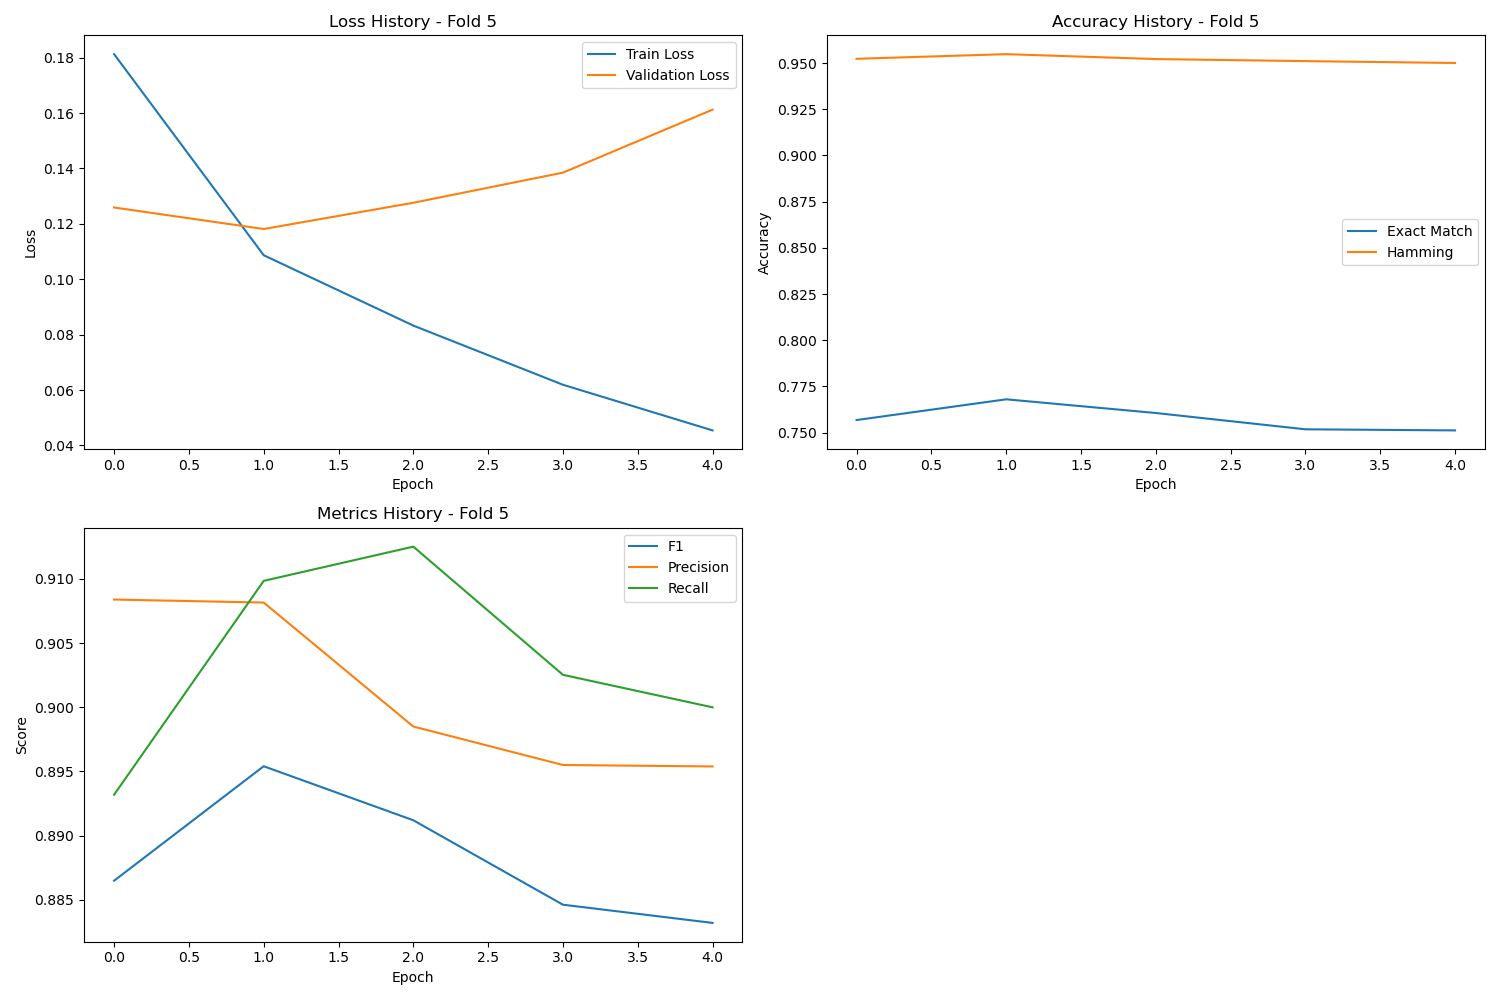 Loss History - Fold 5
Train Loss
Validation Loss
0.18
0.16
0.14
0.12
0.10
0.08
0.06
0.04
Loss
0.0 0.5 1.0 1.5 2.0 2.5 3.0 3.5 4.0
Epoch
Accuracy History - Fold 5
Exact Match
Hamming
0.950
0.925
0.900
0.875
0.850
0.825
0.800
0.775
0.750
Accuracy
0.0 0.5 1.0 1.5 2.0 2.5 3.0 3.5 4.0
Epoch
Metrics History - Fold 5
F1
Precision
Recall
0.910
0.905
0.900
0.895
0.890
0.885
Score
0.0 0.5 1.0 1.5 2.0 2.5 3.0 3.5 4.0
Epoch